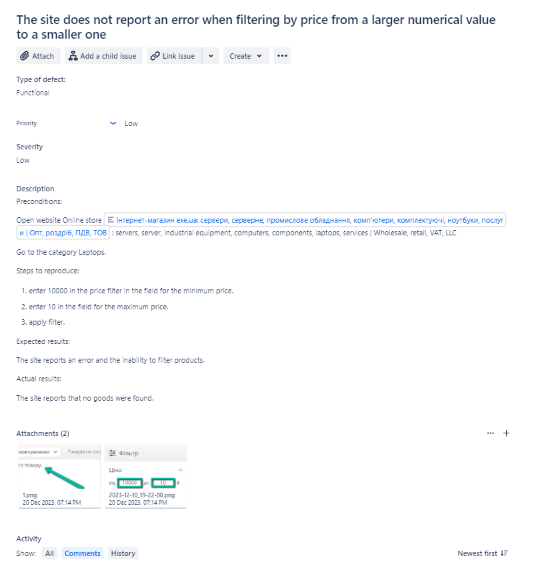 The site does not report an error when filtering by price from a larger numerical value
to a smaller one
Attach
Add a child issue
Link issue
Create
Type of defect:
Functional
Priority
Low
Severity
Low
Description
Preconditions:
Open website Online store Інтернет-магазин exe.ua: сервери, серверне, промислове обладнання, комп'ютери, комплектуючі, ноутбуки, послуг
и | Опт, роздріб, ПДВ, ТОВ : servers, server, industrial equipment, computers, components, laptops, services | Wholesale, retail, VAT, LLC
Go to the category Laptops.
Steps to reproduce:
1. enter 10000 in the price filter in the field for the minimum price.
2. enter 10 in the field for the maximum price.
3. apply filter.
Expected results:
The site reports an error and the inability to filter products.
Actual results:
The site reports that no goods were found.
Attachments (2)
Товарів на
го товару.
Фільтр
Ціна
10000
10
1.png
20 Dec 2023, 07:14 PM
2023-12-10_19-22-00.png
20 Dec 2023, 07:14 PM
Activity
Show: All Comments History
Newest first